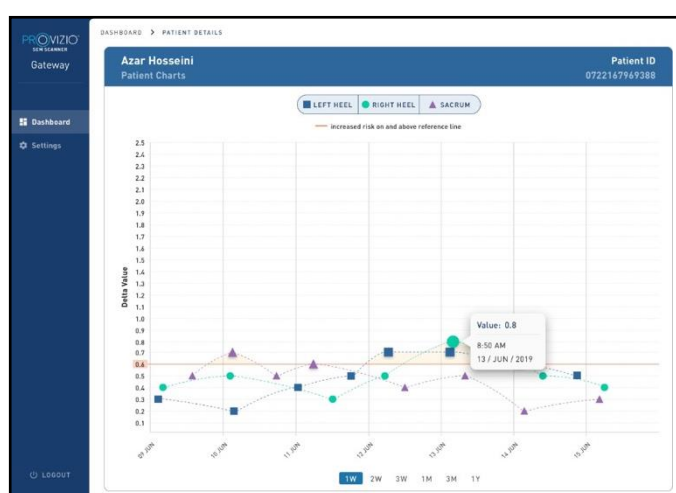 PROVIZIO
SEM SCANNER
Gateway
Dashboard
Settings
LOGOUT
DASHBOARD > PATIENT DETAILS
Azar Hosseini
Patient Charts
Patient ID
0722167969388
LEFT HEEL RIGHT HEEL SACRUM
increased risk on and above reference line
Delta Value
2.5
2.4
2.3
2.2
2.1
2.0
1.9
1.8
1.7
1.6
1.5
1.4
1.3
1.2
1.1
1.0
0.9
0.8
0.7
0.6
0.5
0.4
0.3
0.2
0.1
Value: 0.8
8:50 AM
13 / JUN / 2019
09 JUN 10 JUN 11 JUN 12 JUN 13 JUN 14 JUN 15 JUN
1W 2W 3W 1M 3M 1Y